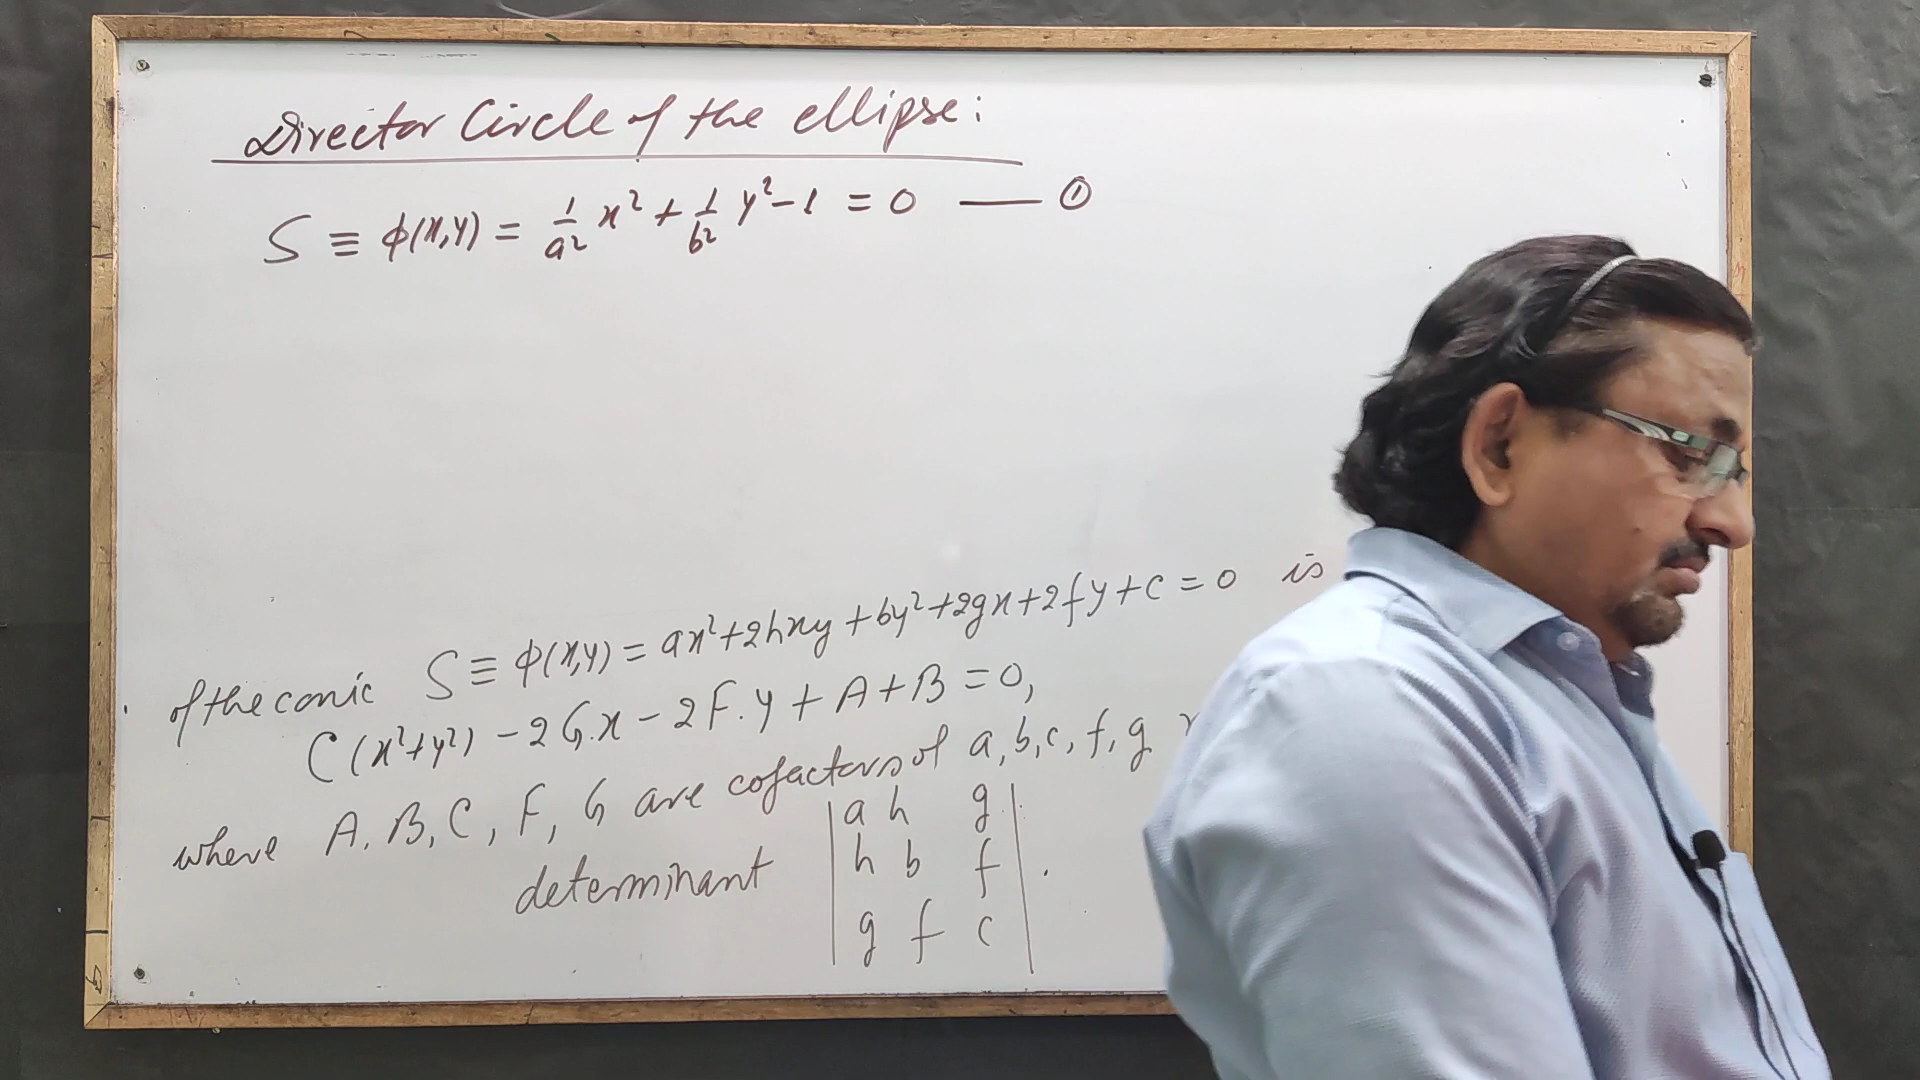 Director Circle of the ellipse:
S ≡ ϕ(x,y) = 1/a² x² + 1/b² y² - 1 = 0 —— ①
of the conic S ≡ ϕ(x,y) = ax² + 2hxy + by² + 2gx + 2fy + c = 0 is
C(x²+y²) - 2G.x - 2F.y + A + B = 0,
where A, B, C, F, G are cofactors of a, b, c, f, g
determinant | a h g |
| h b f | .
| g f c |